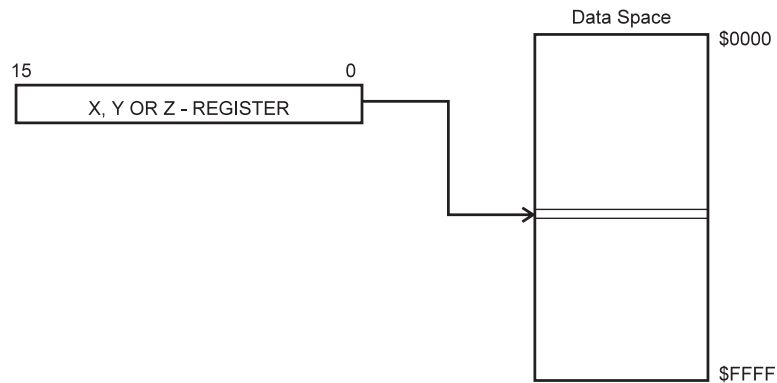 Data Space
$0000
15 0
X, Y OR Z - REGISTER
$FFFF